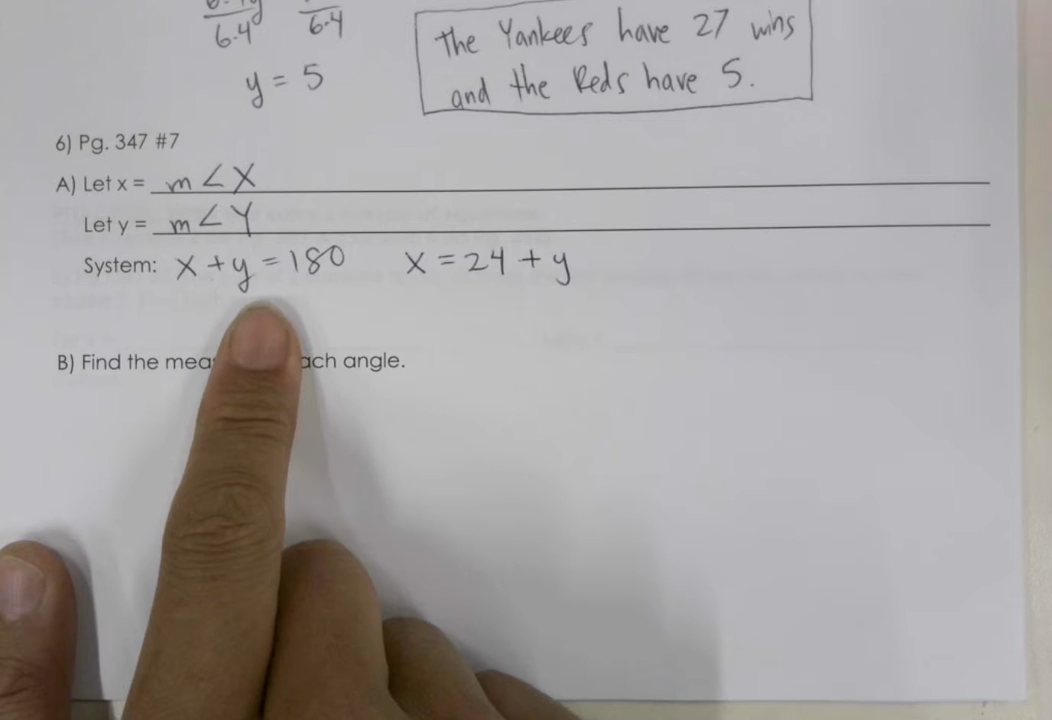 6.4 6.4
y = 5
The Yankees have 27 wins
and the Reds have 5.
6) Pg. 347 #7
A) Let x = m∠X
Let y = m∠Y
System: x + y = 180 x = 24 + y
B) Find the mea ach angle.